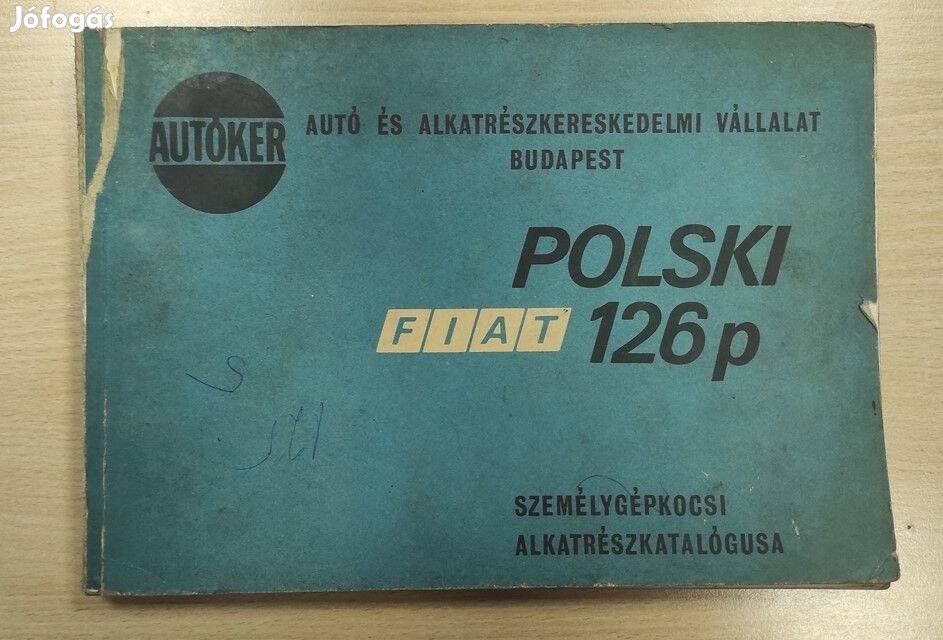 Jófogás
AUTÓKER
AUTÓ ÉS ALKATRÉSZKERESKEDELMI VÁLLALAT
BUDAPEST
POLSKI
FIAT 126p
SZEMÉLYGÉPKOCSI
ALKATRÉSZKATALÓGUSA